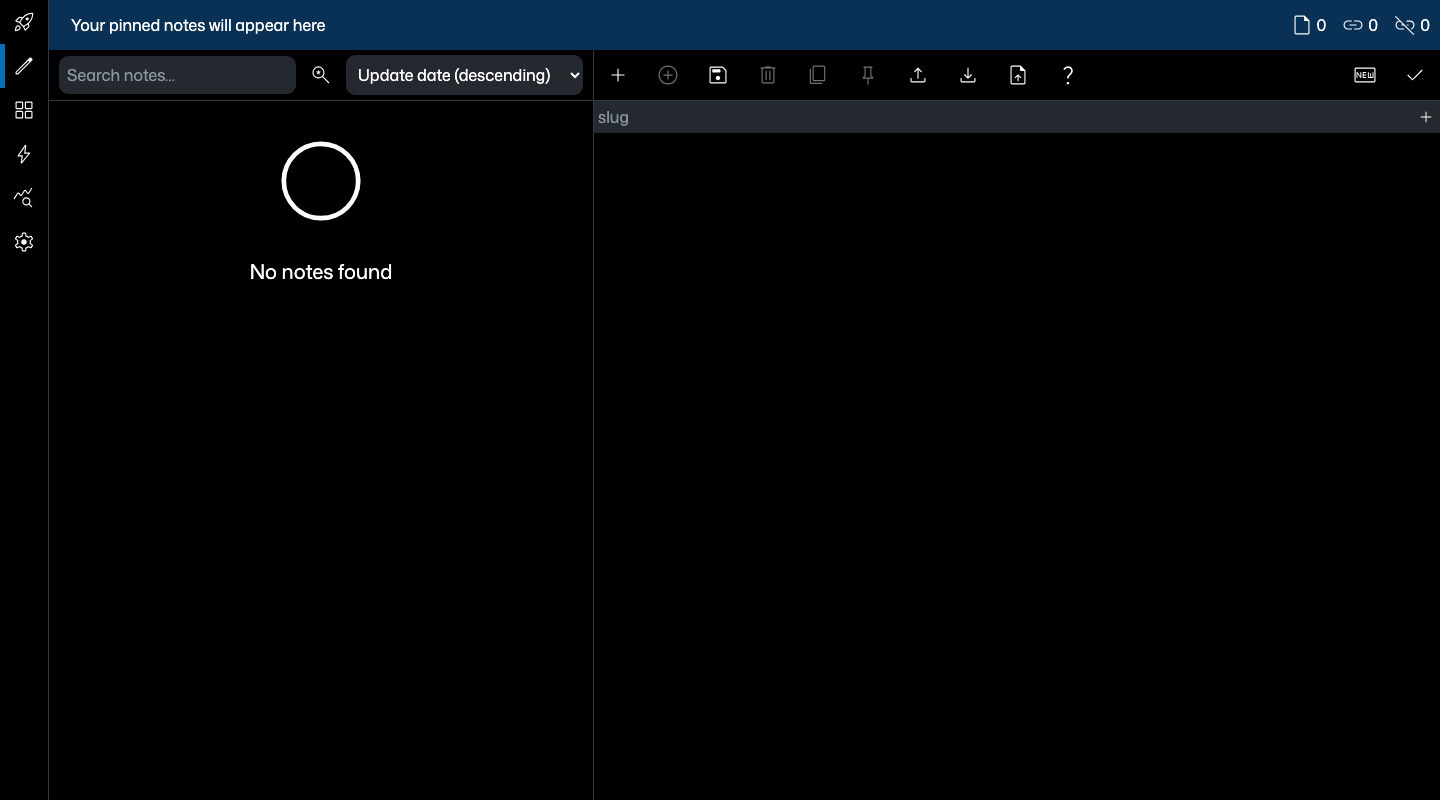 Your pinned notes will appear here
0
0
0
Search notes...
Update date (descending)
?
NEW
slug
No notes found